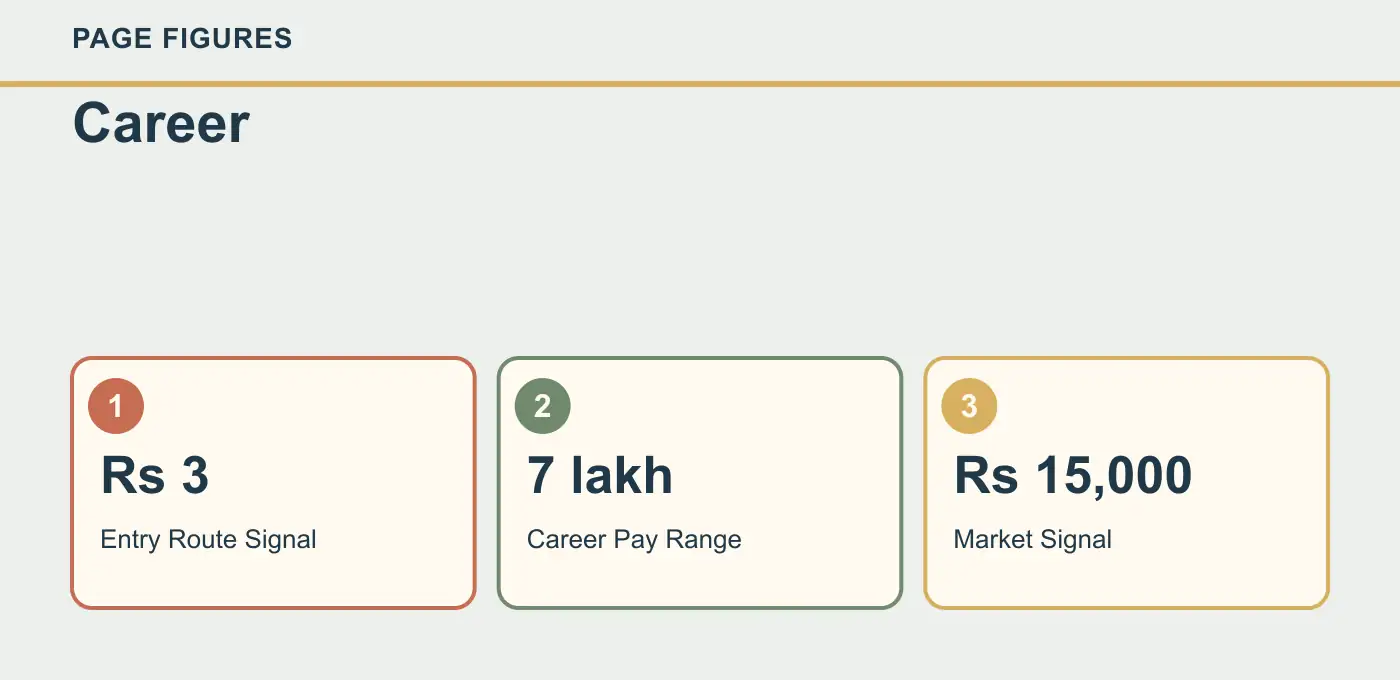 PAGE FIGURES
Career
1
Rs 3
Entry Route Signal
2
7 lakh
Career Pay Range
3
Rs 15,000
Market Signal